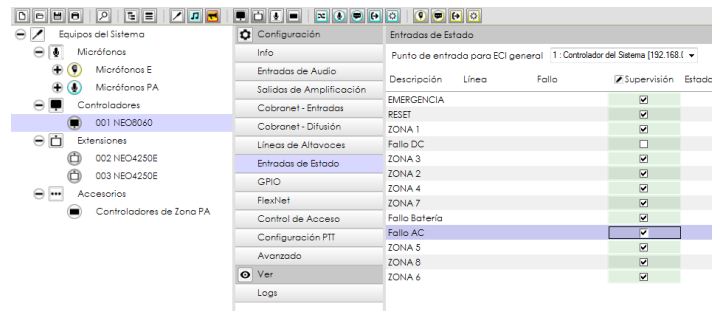 Equipos del Sistema
Micrófonos
Micrófonos E
Micrófonos PA
Controladores
001 NEO8060
Extensiones
002 NEO4250E
003 NEO4250E
Accesorios
Controladores de Zona PA
Configuración
Info
Entradas de Audio
Salidas de Amplificación
Cobranet - Entradas
Cobranet - Difusión
Líneas de Altavoces
Entradas de Estado
GPIO
FlexNet
Control de Acceso
Configuración PTT
Avanzado
Ver
Logs
Entradas de Estado
Punto de entrada para ECI general 1 : Controlador del Sistema [192.168.(
Descripción Línea Fallo Supervisión Estado
EMERGENCIA
RESET
ZONA 1
Fallo DC
ZONA 3
ZONA 2
ZONA 4
ZONA 7
Fallo Batería
Fallo AC
ZONA 5
ZONA 8
ZONA 6